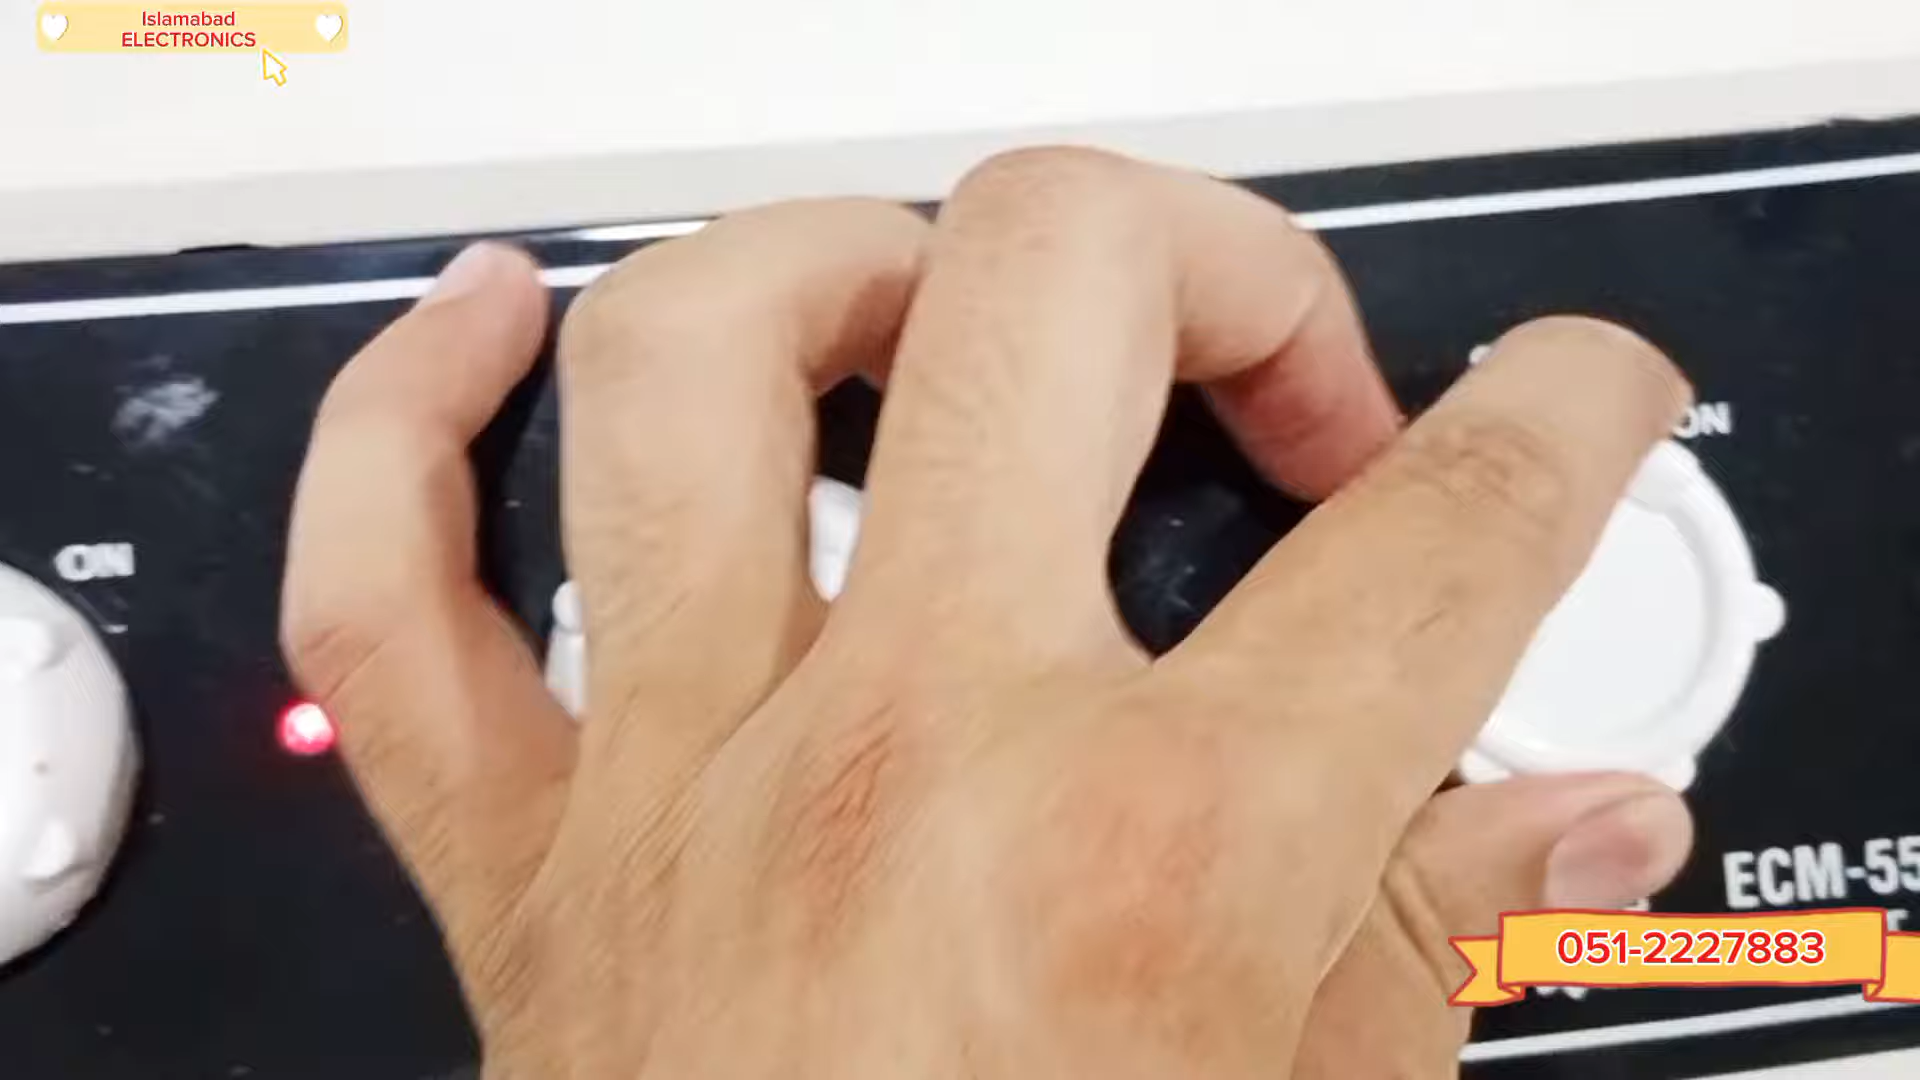 Islamabad
ELECTRONICS
ON
ON
ECM-55
051-2227883